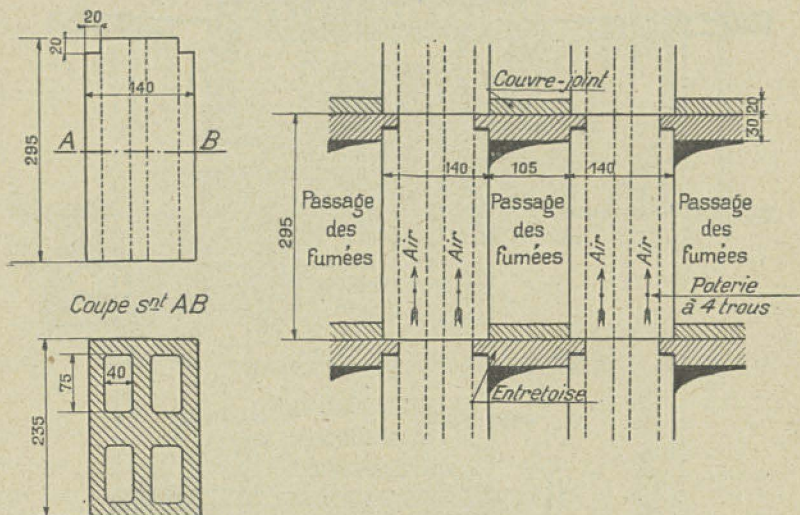 20
20
140
295
A
B
Coupe snt AB
40
75
235
Couvre-joint
20
30
140
105
140
295
Passage
des
fumées
Air
Air
Passage
des
fumées
Air
Air
Passage
des
fumées
Poterie
à 4 trous
Entretoise